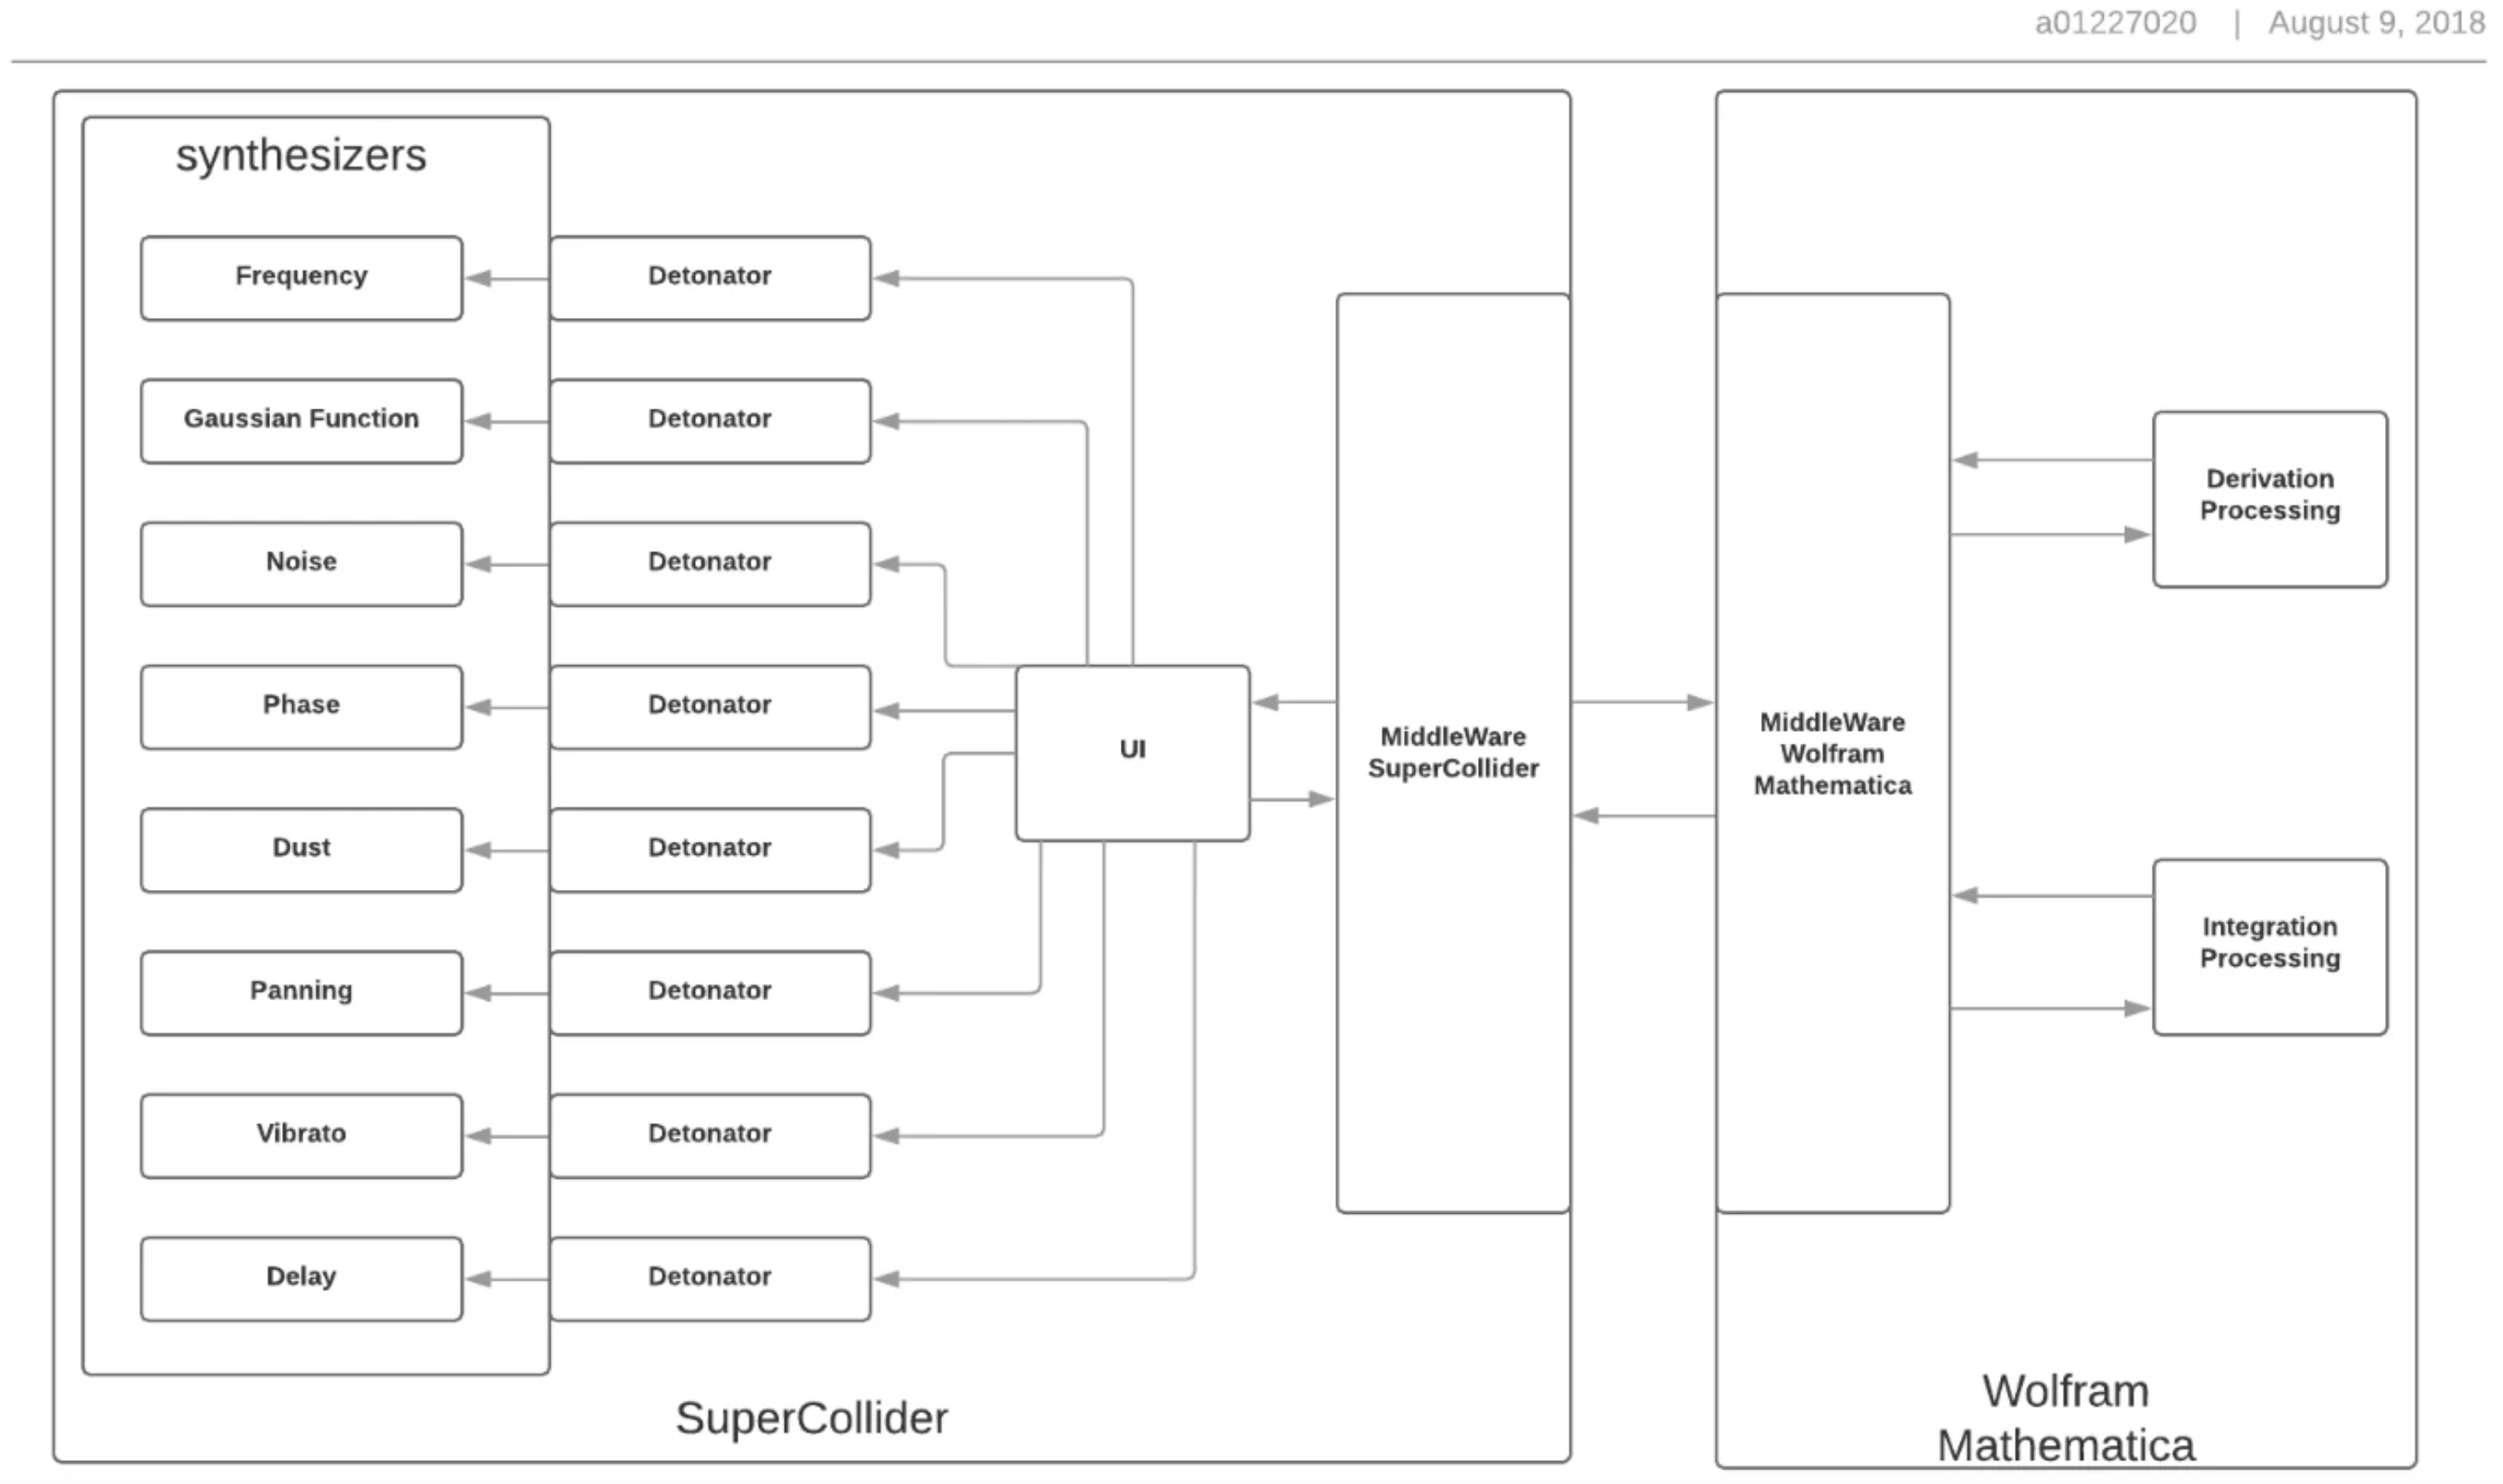 a01227020 | August 9, 2018
synthesizers
Frequency
Detonator
Gaussian Function
Detonator
Noise
Detonator
Phase
Detonator
Dust
Detonator
Panning
Detonator
Vibrato
Detonator
Delay
Detonator
UI
MiddleWare
SuperCollider
SuperCollider
MiddleWare
Wolfram
Mathematica
Derivation
Processing
Integration
Processing
Wolfram
Mathematica